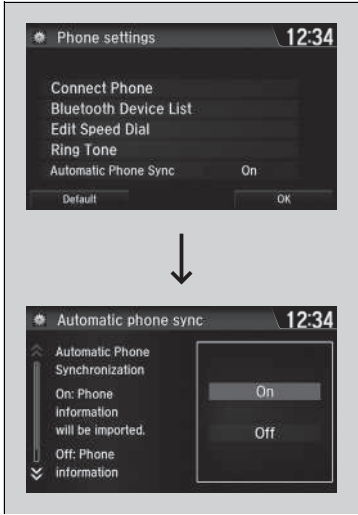 Phone settings 12:34
Connect Phone
Bluetooth Device List
Edit Speed Dial
Ring Tone
Automatic Phone Sync On
Default OK
Automatic phone sync 12:34
Automatic Phone
Synchronization
On: Phone
information
will be imported.
Off: Phone
information
On
Off